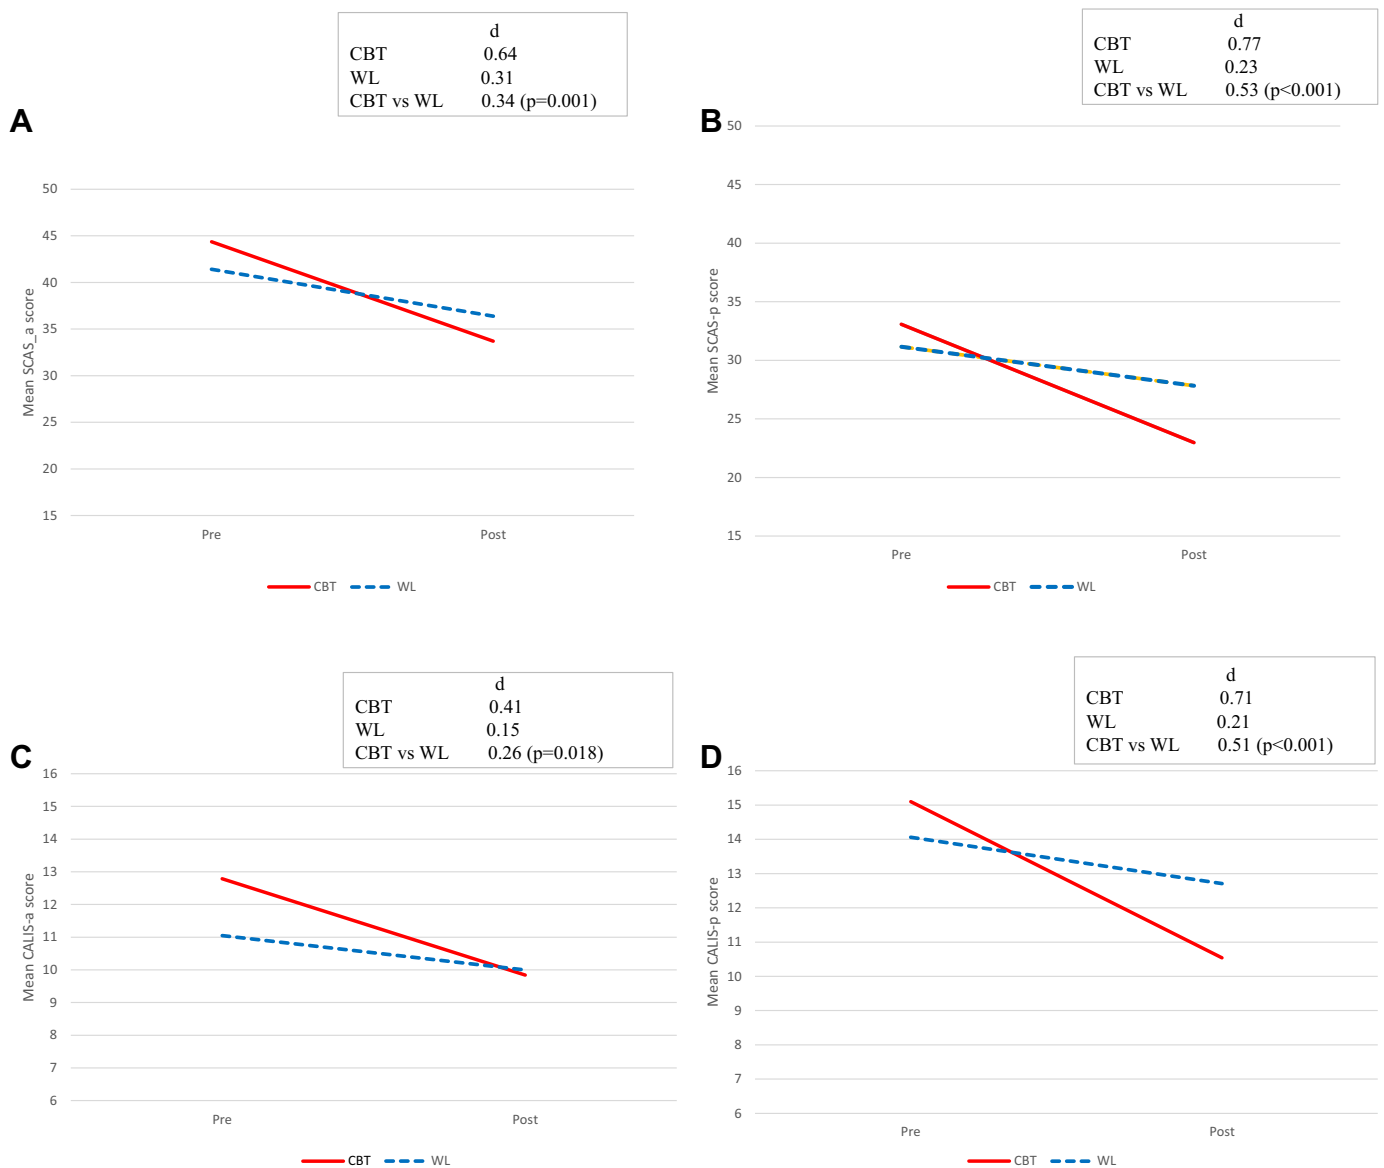 d
CBT 0.64
WL 0.31
CBT vs WL 0.34 (p=0.001)
A
50
45
40
35
30
25
20
15
Mean SCAS_a score
Pre Post
CBT WL
d
CBT 0.77
WL 0.23
CBT vs WL 0.53 (p<0.001)
B
50
45
40
35
30
25
20
15
Mean SCAS-p score
Pre Post
CBT WL
d
CBT 0.41
WL 0.15
CBT vs WL 0.26 (p=0.018)
C
16
15
14
13
12
11
10
9
8
7
6
Mean CALIS-a score
Pre Post
CBT WL
d
CBT 0.71
WL 0.21
CBT vs WL 0.51 (p<0.001)
D
16
15
14
13
12
11
10
9
8
7
6
Mean CALIS-p score
Pre Post
CBT WL